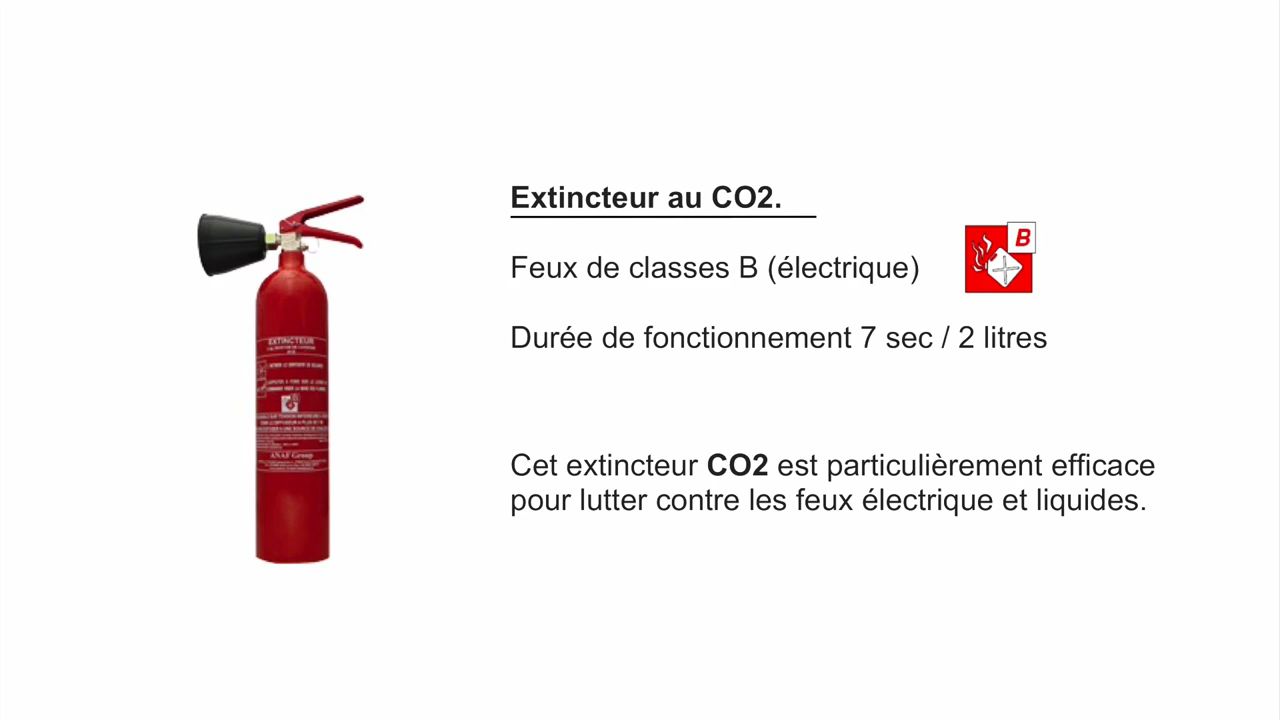 Extincteur au CO2.
B
Feux de classes B (électrique)
Durée de fonctionnement 7 sec / 2 litres
Cet extincteur CO2 est particulièrement efficace
pour lutter contre les feux électrique et liquides.
EXTINCTEUR
ANAF Group